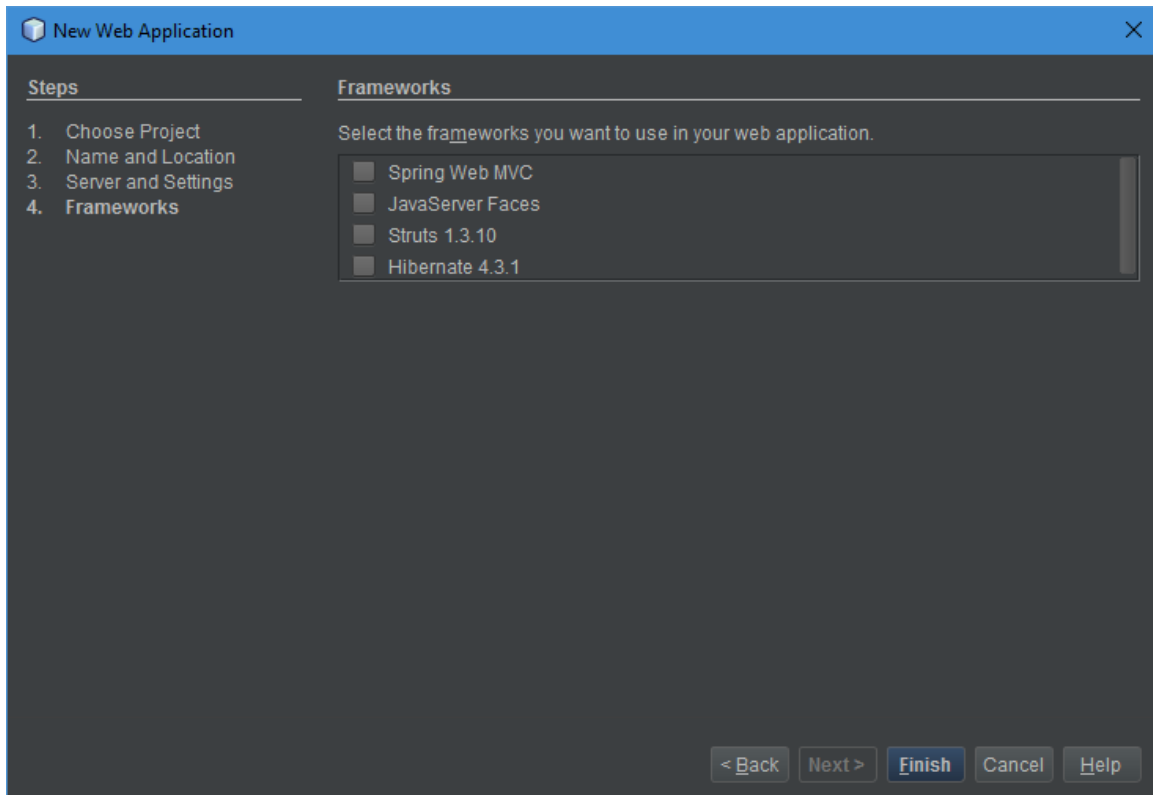 New Web Application
Steps
1. Choose Project
2. Name and Location
3. Server and Settings
4. Frameworks
Frameworks
Select the frameworks you want to use in your web application.
Spring Web MVC
JavaServer Faces
Struts 1.3.10
Hibernate 4.3.1
< Back Next > Finish Cancel Help